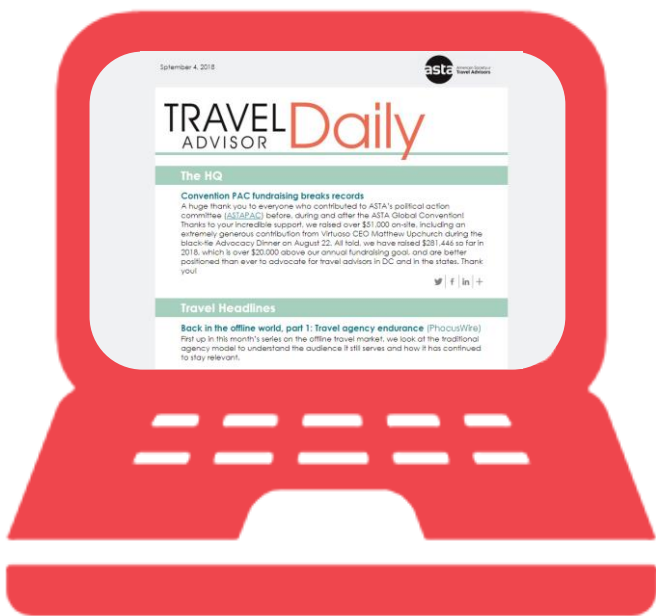 September 4, 2018
asta American Society of
Travel Advisors
TRAVEL Daily
ADVISOR
The HQ
Convention PAC fundraising breaks records
A huge thank you to everyone who contributed to ASTA's political action
committee (ASTAPAC) before, during and after the ASTA Global Convention!
Thanks to your incredible support, we raised over $51,000 on-site, including an
extremely generous contribution from Virtuoso CEO Matthew Upchurch during the
black-tie Advocacy Dinner on August 22. All told, we have raised $281,446 so far in
2018, which is over $20,000 above our annual fundraising goal, and are better
positioned than ever to advocate for travel advisors in DC and in the states. Thank
you!
Travel Headlines
Back in the offline world, part 1: Travel agency endurance (PhocusWire)
First up in this month's series on the offline travel market, we look at the traditional
agency model to understand the audience it still serves and how it has continued
to stay relevant.